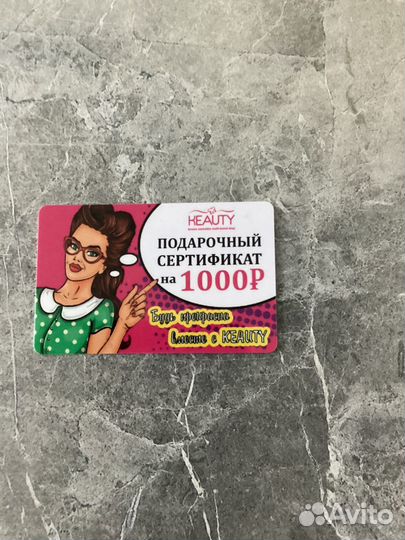 KEAUTY
ПОДАРОЧНЫЙ
СЕРТИФИКАТ
на 1000₽
Будь прекрасна
вместе с KEAUTY
Avito